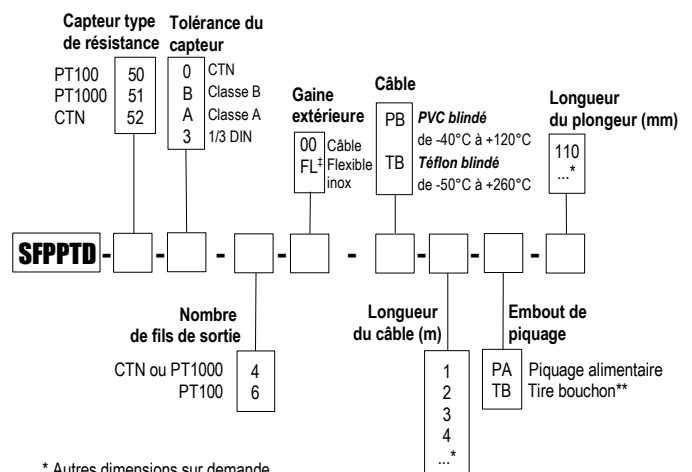 Capteur type
de résistance
PT100 50
PT1000 51
CTN 52
Tolérance du
capteur
0 CTN
B Classe B
A Classe A
3 1/3 DIN
Gaine
extérieure
00 Câble
FL‡ Flexible
inox
Câble
PB PVC blindé
de -40°C à +120°C
TB Téflon blindé
de -50°C à +260°C
Longueur
du plongeur (mm)
110
...*
SFPPTD - - - - - - - -
Nombre
de fils de sortie
CTN ou PT1000 4
PT100 6
Longueur
du câble (m)
1
2
3
4
...*
Embout de
piquage
PA Piquage alimentaire
TB Tire bouchon**
* Autres dimensions sur demande